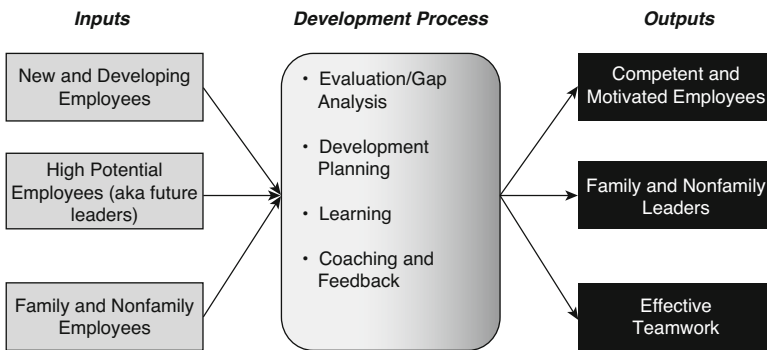 Inputs
Development Process
Outputs
New and Developing
Employees
High Potential
Employees (aka future
leaders)
Family and Nonfamily
Employees
• Evaluation/Gap
Analysis
• Development
Planning
• Learning
• Coaching and
Feedback
Competent and
Motivated Employees
Family and Nonfamily
Leaders
Effective
Teamwork